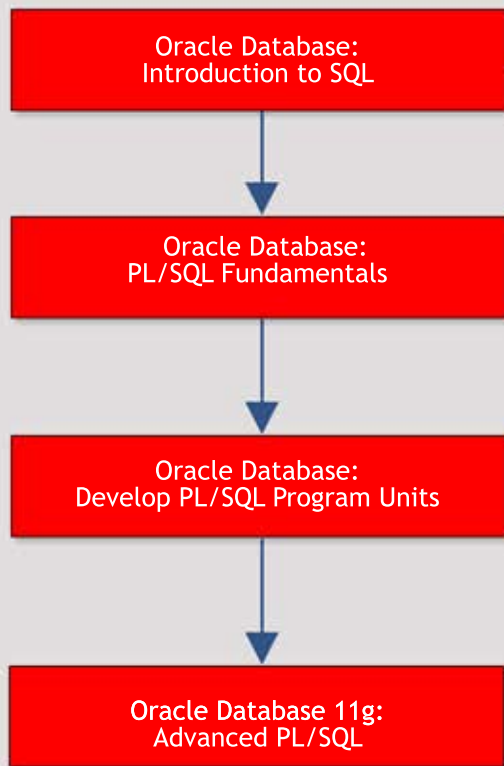 Oracle Database:
Introduction to SQL
Oracle Database:
PL/SQL Fundamentals
Oracle Database:
Develop PL/SQL Program Units
Oracle Database 11g:
Advanced PL/SQL